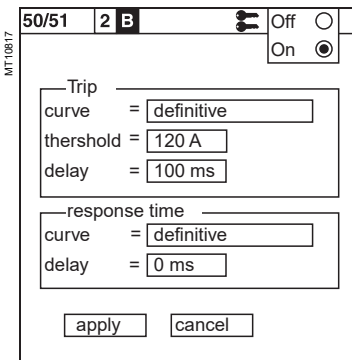 50/51 2 B Off
On
MT10817
Trip
curve = definitive
thershold = 120 A
delay = 100 ms
response time
curve = definitive
delay = 0 ms
apply cancel